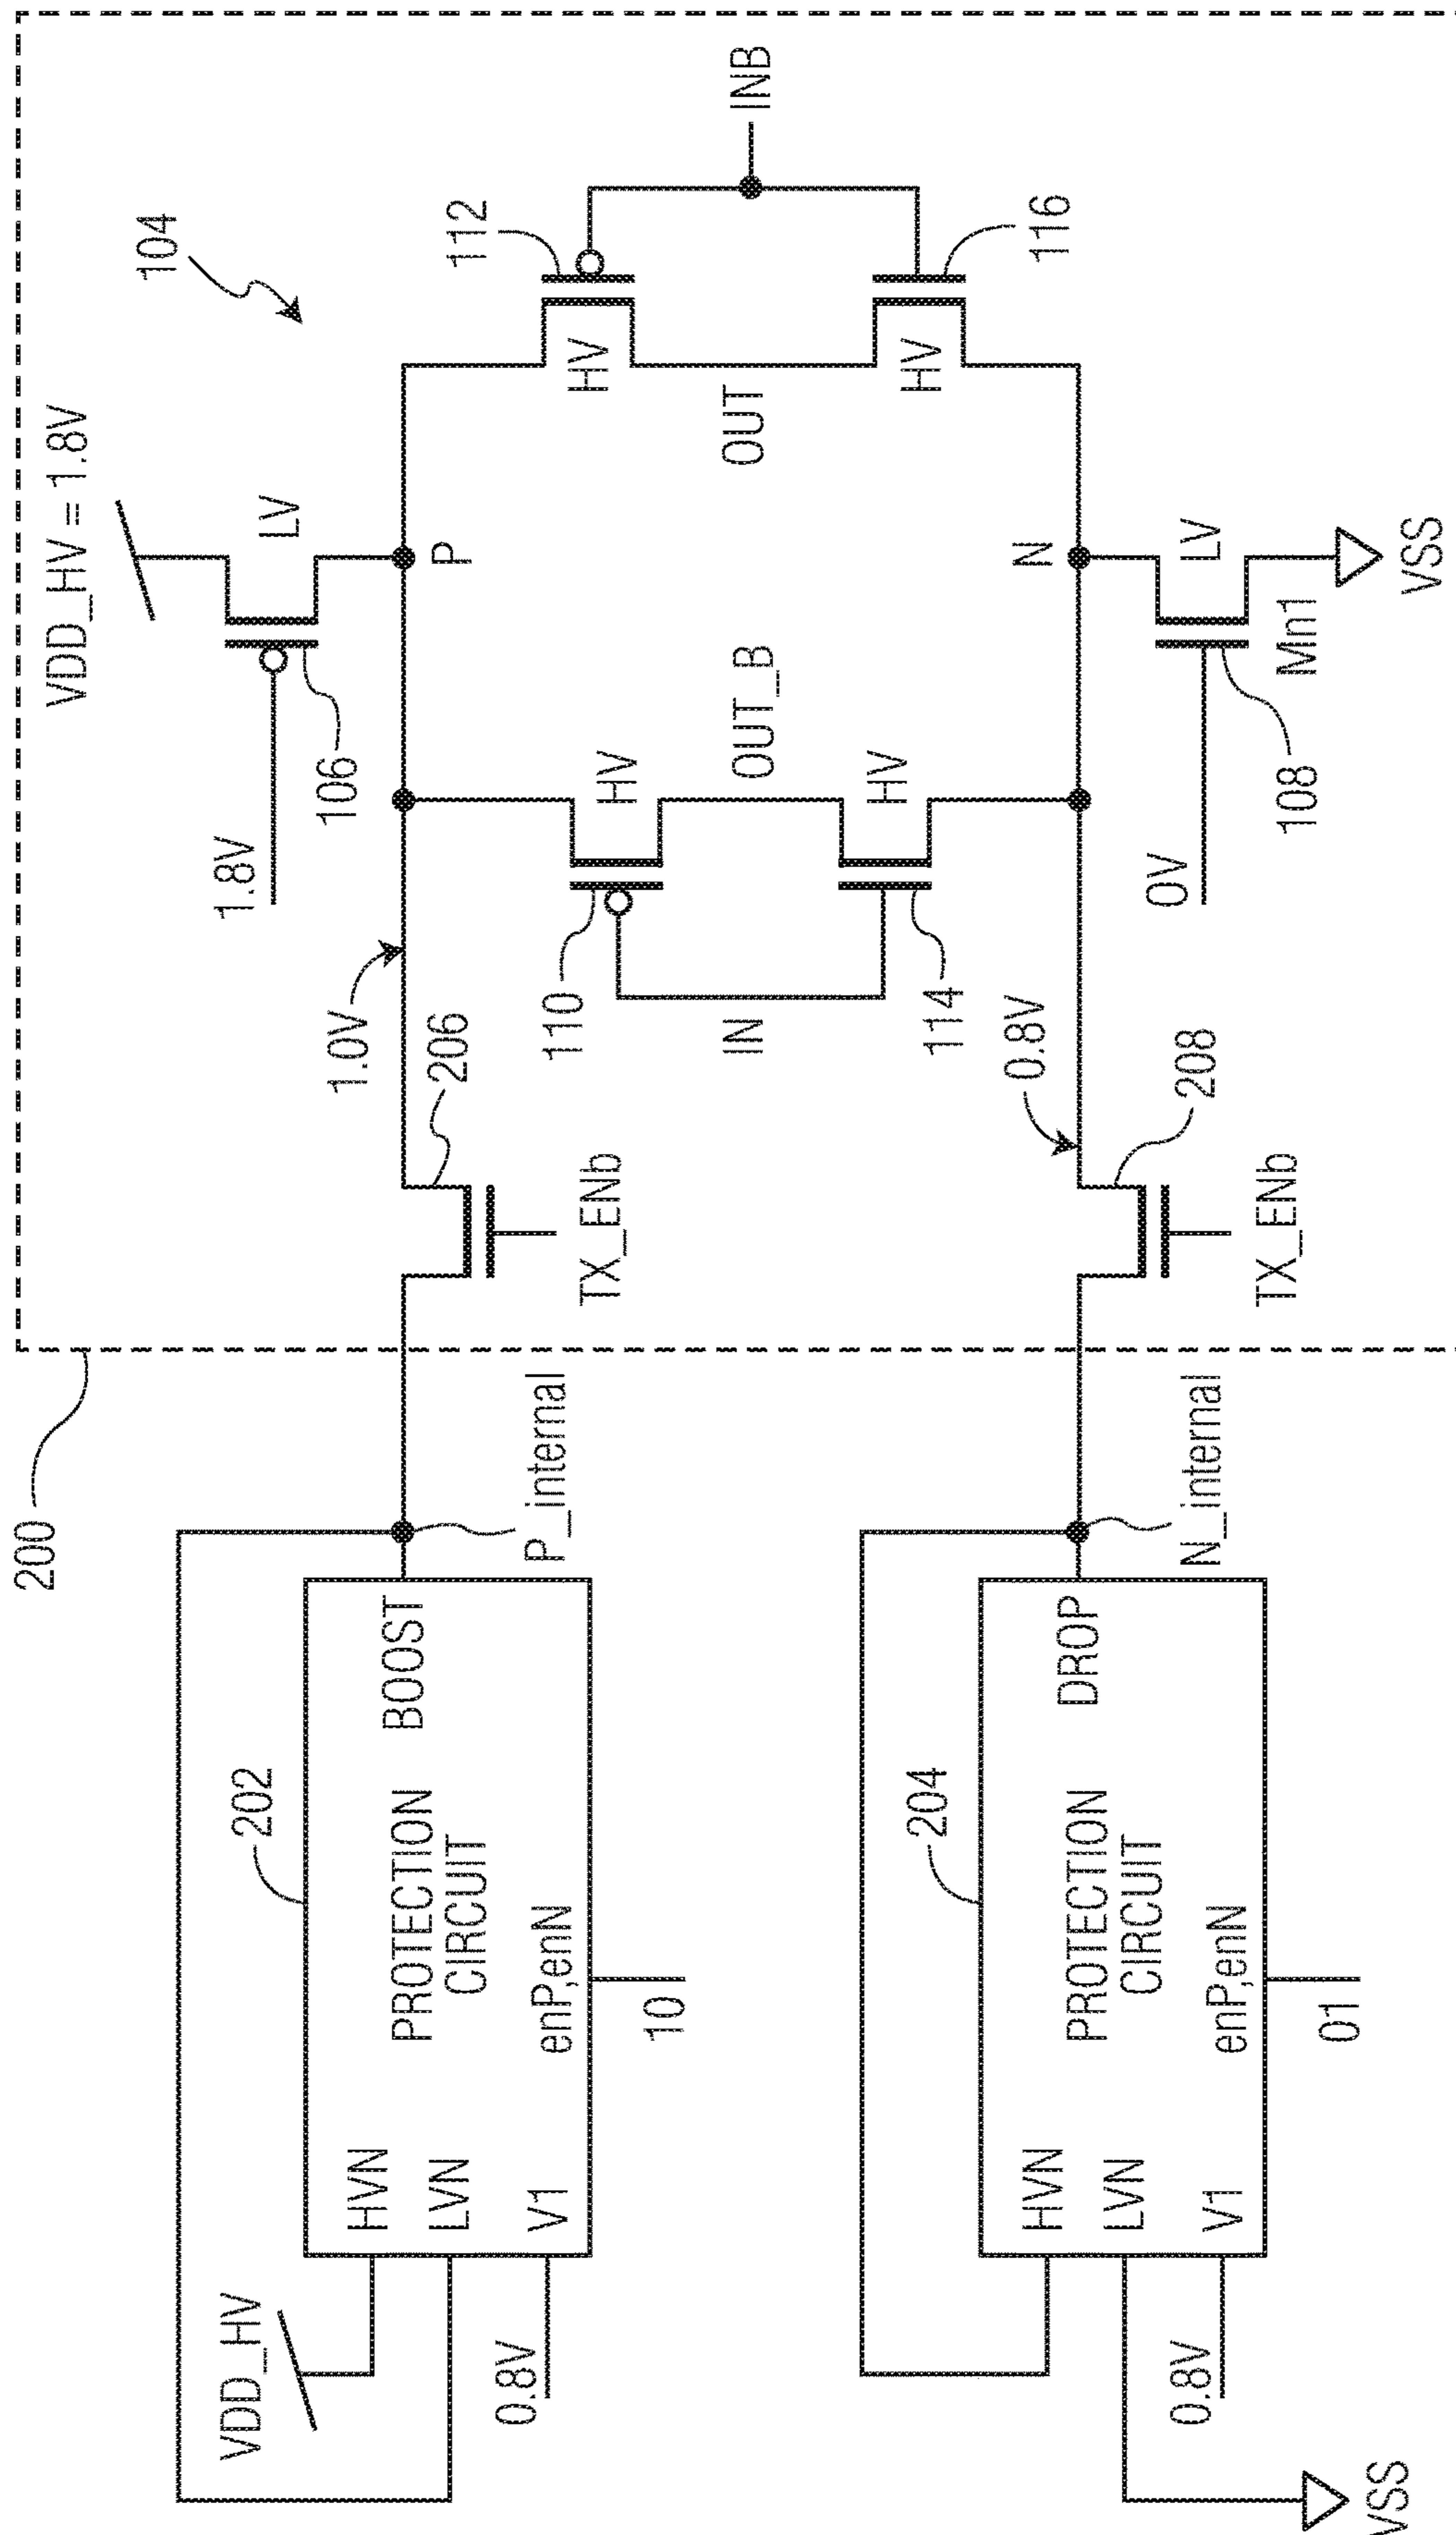 200
VDD_HV
202
HVN
LVN
V1
PROTECTION
CIRCUIT
BOOST
enP,enN
0.8V
10
P_internal
204
HVN
LVN
V1
PROTECTION
CIRCUIT
DROP
enP,enN
0.8V
01
VSS
N_internal
VDD_HV = 1.8V
104
1.8V
106
LV
P
1.0V
206
TX_ENb
110
HV
IN
OUT_B
114
HV
112
HV
OUT
INB
116
HV
0.8V
208
TX_ENb
N
0V
108
LV
Mn1
VSS